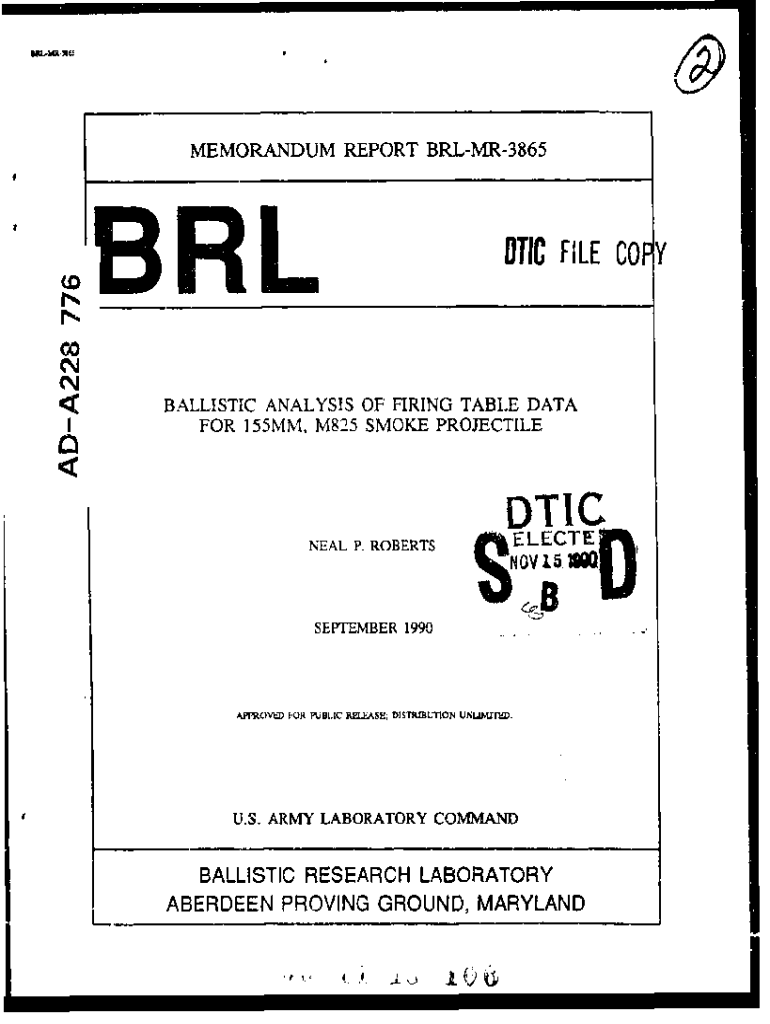 2
MEMORANDUM REPORT BRL-MR-3865
BRL
DTIC FILE COPY
AD-A228 776
BALLISTIC ANALYSIS OF FIRING TABLE DATA
FOR 155MM, M825 SMOKE PROJECTILE
DTIC
ELECTE
NOV 15 1990
S B D
NEAL P. ROBERTS
SEPTEMBER 1990
APPROVED FOR PUBLIC RELEASE; DISTRIBUTION UNLIMITED.
U.S. ARMY LABORATORY COMMAND
BALLISTIC RESEARCH LABORATORY
ABERDEEN PROVING GROUND, MARYLAND